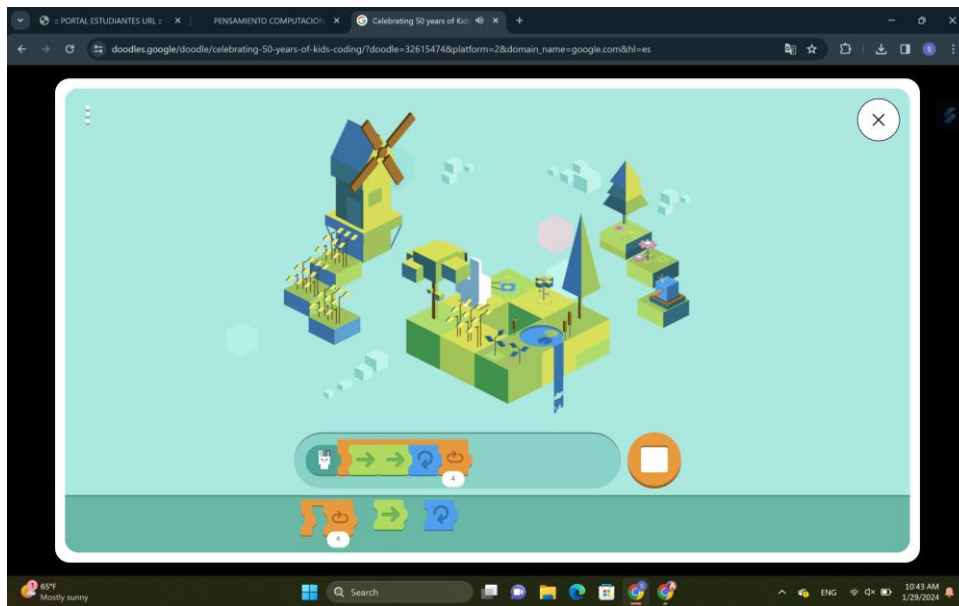 :: PORTAL ESTUDIANTES URL ::
PENSAMIENTO COMPUTACION
Celebrating 50 years of Kids
doodles.google/doodle/celebrating-50-years-of-kids-coding/?doodle=32615474&platform=2&domain_name=google.com&hl=es
S
4
4
1
65°F
Mostly sunny
Search
ENG
10:43 AM
1/29/2024